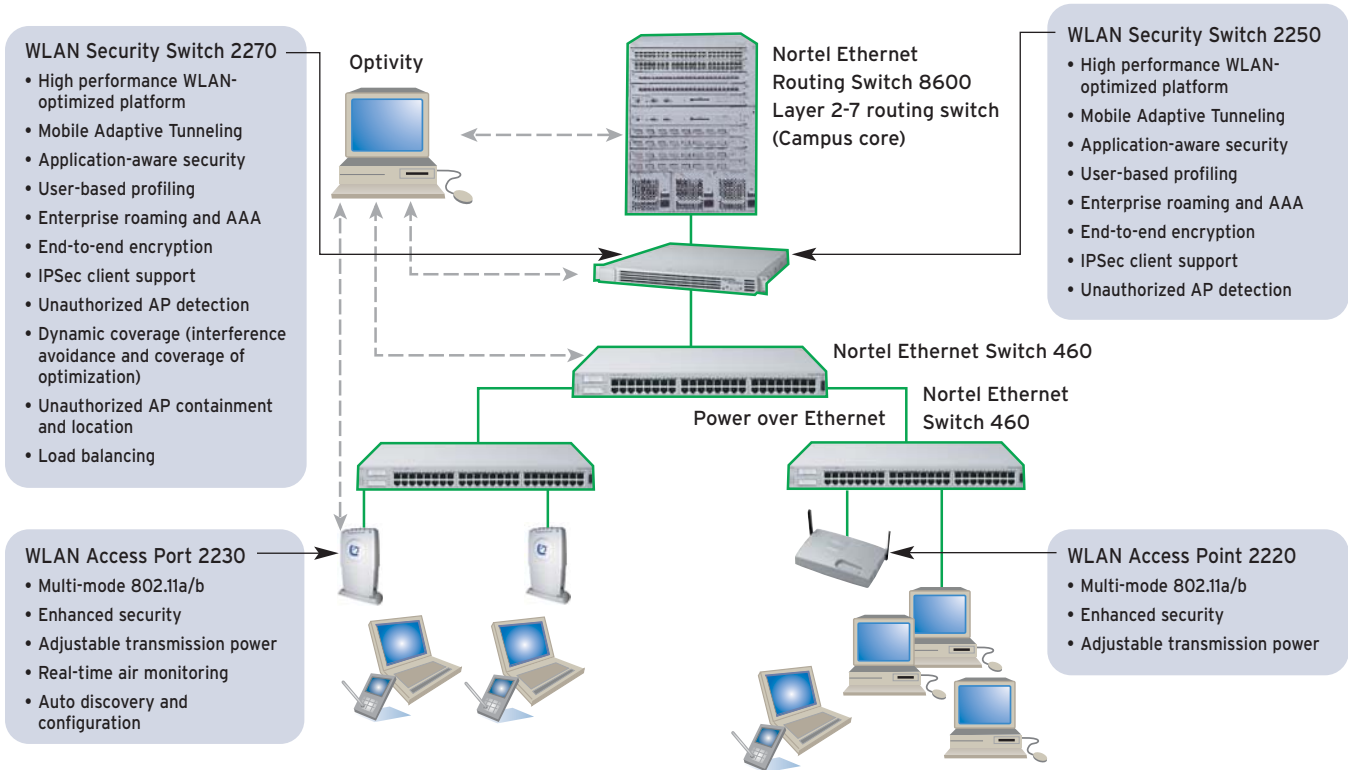 WLAN Security Switch 2270
• High performance WLAN-
optimized platform
• Mobile Adaptive Tunneling
• Application-aware security
• User-based profiling
• Enterprise roaming and AAA
• End-to-end encryption
• IPSec client support
• Unauthorized AP detection
• Dynamic coverage (interference
avoidance and coverage of
optimization)
• Unauthorized AP containment
and location
• Load balancing
Optivity
Nortel Ethernet
Routing Switch 8600
Layer 2-7 routing switch
(Campus core)
WLAN Security Switch 2250
• High performance WLAN-
optimized platform
• Mobile Adaptive Tunneling
• Application-aware security
• User-based profiling
• Enterprise roaming and AAA
• End-to-end encryption
• IPSec client support
• Unauthorized AP detection
Nortel Ethernet Switch 460
Power over Ethernet
Nortel Ethernet
Switch 460
WLAN Access Port 2230
• Multi-mode 802.11a/b
• Enhanced security
• Adjustable transmission power
• Real-time air monitoring
• Auto discovery and
configuration
WLAN Access Point 2220
• Multi-mode 802.11a/b
• Enhanced security
• Adjustable transmission power